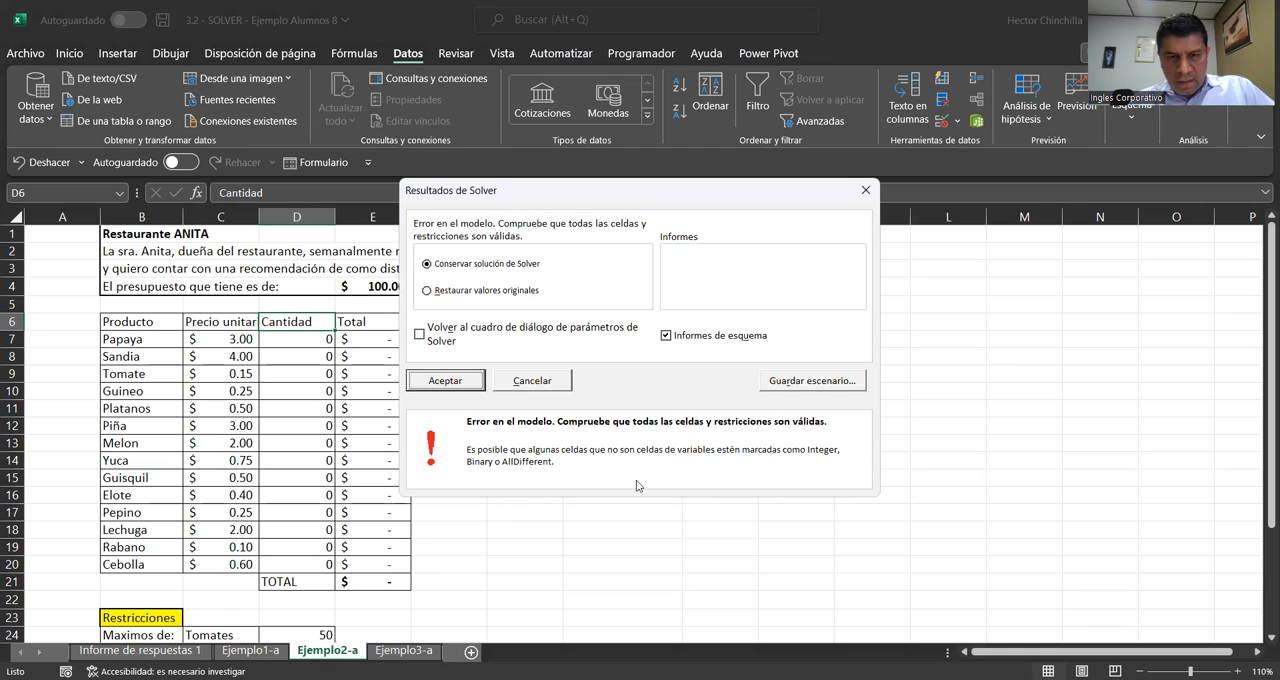 Autoguardado
3.2 - SOLVER - Ejemplo Alumnos 8
Buscar (Alt+Q)
Hector Chinchilla
Archivo Inicio Insertar Dibujar Disposición de página Fórmulas Datos Revisar Vista Automatizar Programador Ayuda Power Pivot
Obtener datos
De texto/CSV
De la web
De una tabla o rango
Desde una imagen
Fuentes recientes
Conexiones existentes
Obtener y transformar datos
Actualizar todo
Consultas y conexiones
Propiedades
Editar vínculos
Consultas y conexiones
Cotizaciones
Monedas
Tipos de datos
Ordenar
Filtro
Borrar
Volver a aplicar
Avanzadas
Ordenar y filtrar
Texto en columnas
Herramientas de datos
Análisis de hipótesis
Previsión
Previsión
Esquema
Análisis
Ingles Corporativo
Deshacer Autoguardado Rehacer Formulario
D6 fx Cantidad
A B C D E L M N O P
1 Restaurante ANITA
2 La sra. Anita, dueña del restaurante, semanalmente
3 y quiero contar con una recomendación de como dist
4 El presupuesto que tiene es de: $ 100.0
5
6 Producto Precio unitar Cantidad Total
7 Papaya $ 3.00 0 $ -
8 Sandia $ 4.00 0 $ -
9 Tomate $ 0.15 0 $ -
10 Guineo $ 0.25 0 $ -
11 Platanos $ 0.50 0 $ -
12 Piña $ 3.00 0 $ -
13 Melon $ 2.00 0 $ -
14 Yuca $ 0.75 0 $ -
15 Guisquil $ 0.50 0 $ -
16 Elote $ 0.40 0 $ -
17 Pepino $ 0.25 0 $ -
18 Lechuga $ 2.00 0 $ -
19 Rabano $ 0.10 0 $ -
20 Cebolla $ 0.60 0 $ -
21 TOTAL $ -
22
23 Restricciones
24 Maximos de: Tomates 50
Resultados de Solver
Error en el modelo. Compruebe que todas las celdas y
restricciones son válidas.
Informes
Conservar solución de Solver
Restaurar valores originales
Volver al cuadro de diálogo de parámetros de
Solver
Informes de esquema
Aceptar
Cancelar
Guardar escenario...
Error en el modelo. Compruebe que todas las celdas y restricciones son válidas.
Es posible que algunas celdas que no son celdas de variables estén marcadas como Integer,
Binary o AllDifferent.
Informe de respuestas 1 Ejemplo1-a Ejemplo2-a Ejemplo3-a
Listo
Accesibilidad: es necesario investigar
110%